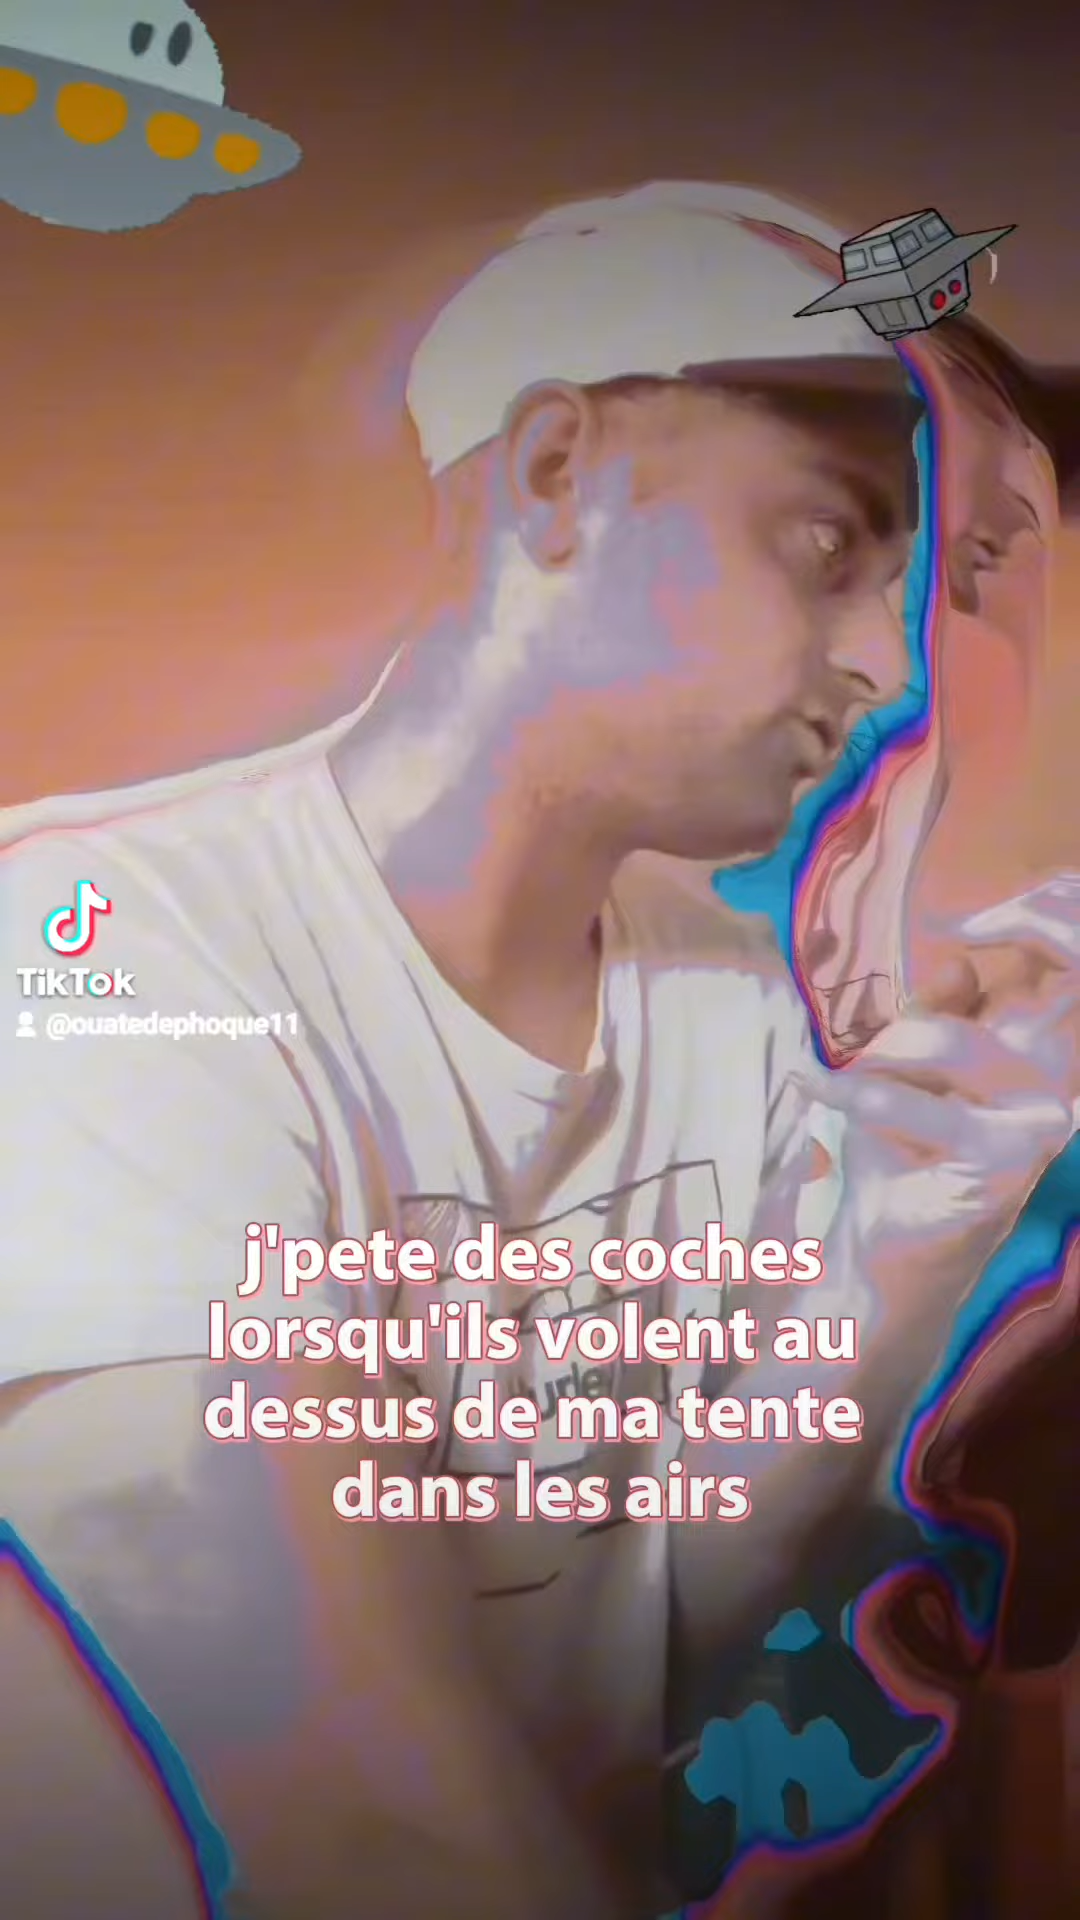 TikTok
@ouatedephoque11
j'pete des coches
lorsqu'ils volent au
dessus de ma tente
dans les airs